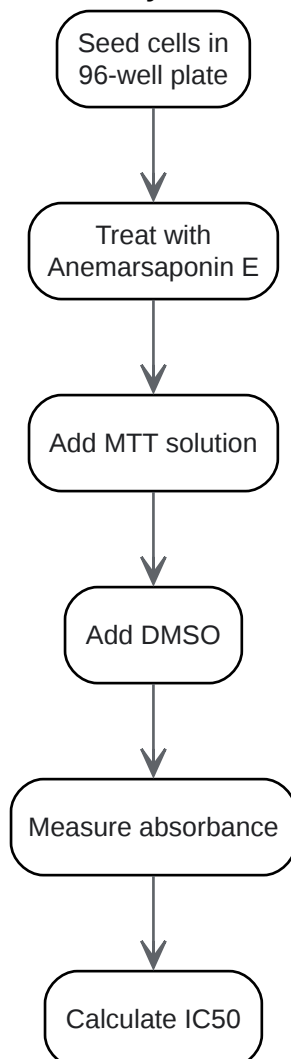 Seed cells in
96-well plate
Treat with
Anemarsaponin E
Add MTT solution
Add DMSO
Measure absorbance
Calculate IC50